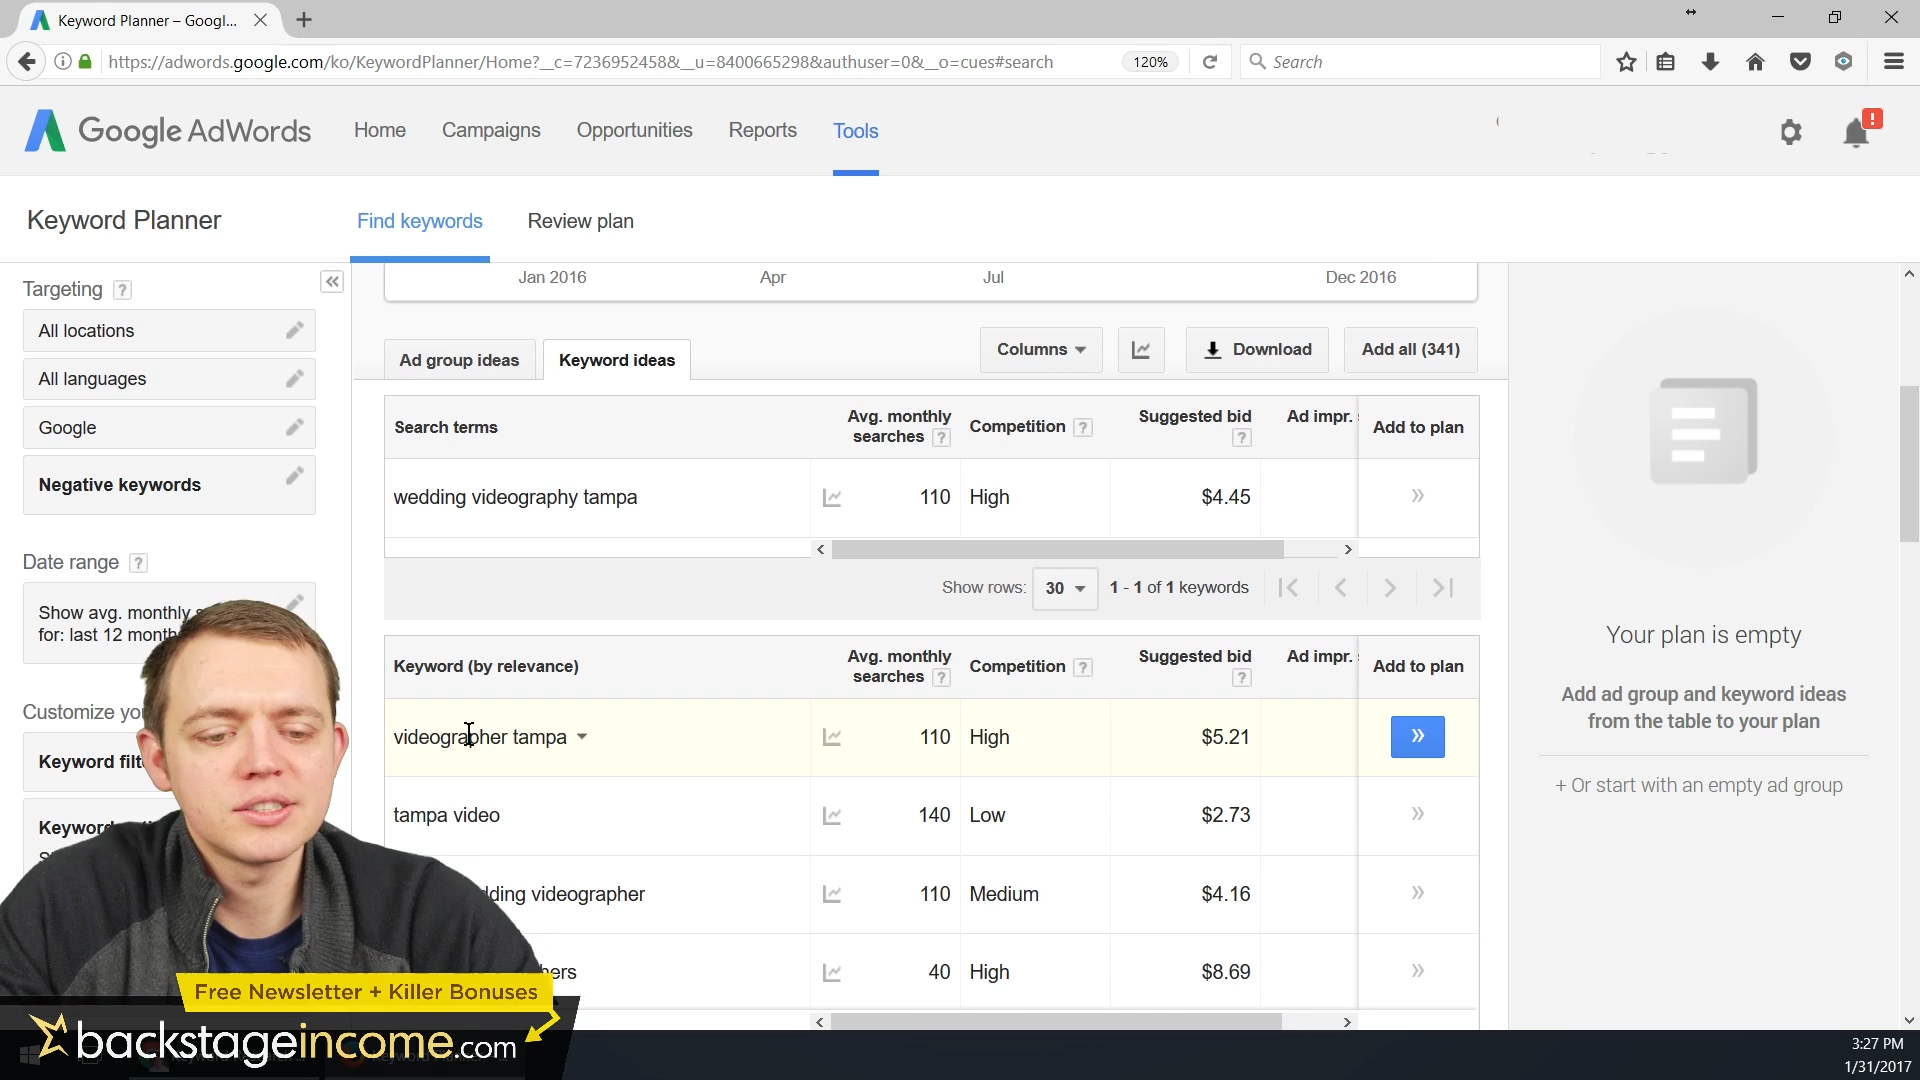 Keyword Planner – Googl...
https://adwords.google.com/ko/KeywordPlanner/Home?__c=7236952458&__u=8400665298&authuser=0&__o=cues#search
120%
Search
Google AdWords
Home
Campaigns
Opportunities
Reports
Tools
!
Keyword Planner
Find keywords
Review plan
Targeting ?
All locations
All languages
Google
Negative keywords
Date range ?
Show avg. monthly
for: last 12 month
Customize yo
Keyword filt
Keyword
Jan 2016
Apr
Jul
Dec 2016
Ad group ideas
Keyword ideas
Columns
Download
Add all (341)
Search terms
Avg. monthly searches ?
Competition ?
Suggested bid ?
Ad impr.
Add to plan
wedding videography tampa 110 High $4.45 »
Show rows: 30 1 - 1 of 1 keywords
Keyword (by relevance)
Avg. monthly searches ?
Competition ?
Suggested bid ?
Ad impr.
Add to plan
videographer tampa 110 High $5.21 »
tampa video 140 Low $2.73 »
dding videographer 110 Medium $4.16 »
hers 40 High $8.69 »
Your plan is empty
Add ad group and keyword ideas
from the table to your plan
+ Or start with an empty ad group
Free Newsletter + Killer Bonuses
backstageincome.com
3:27 PM
1/31/2017